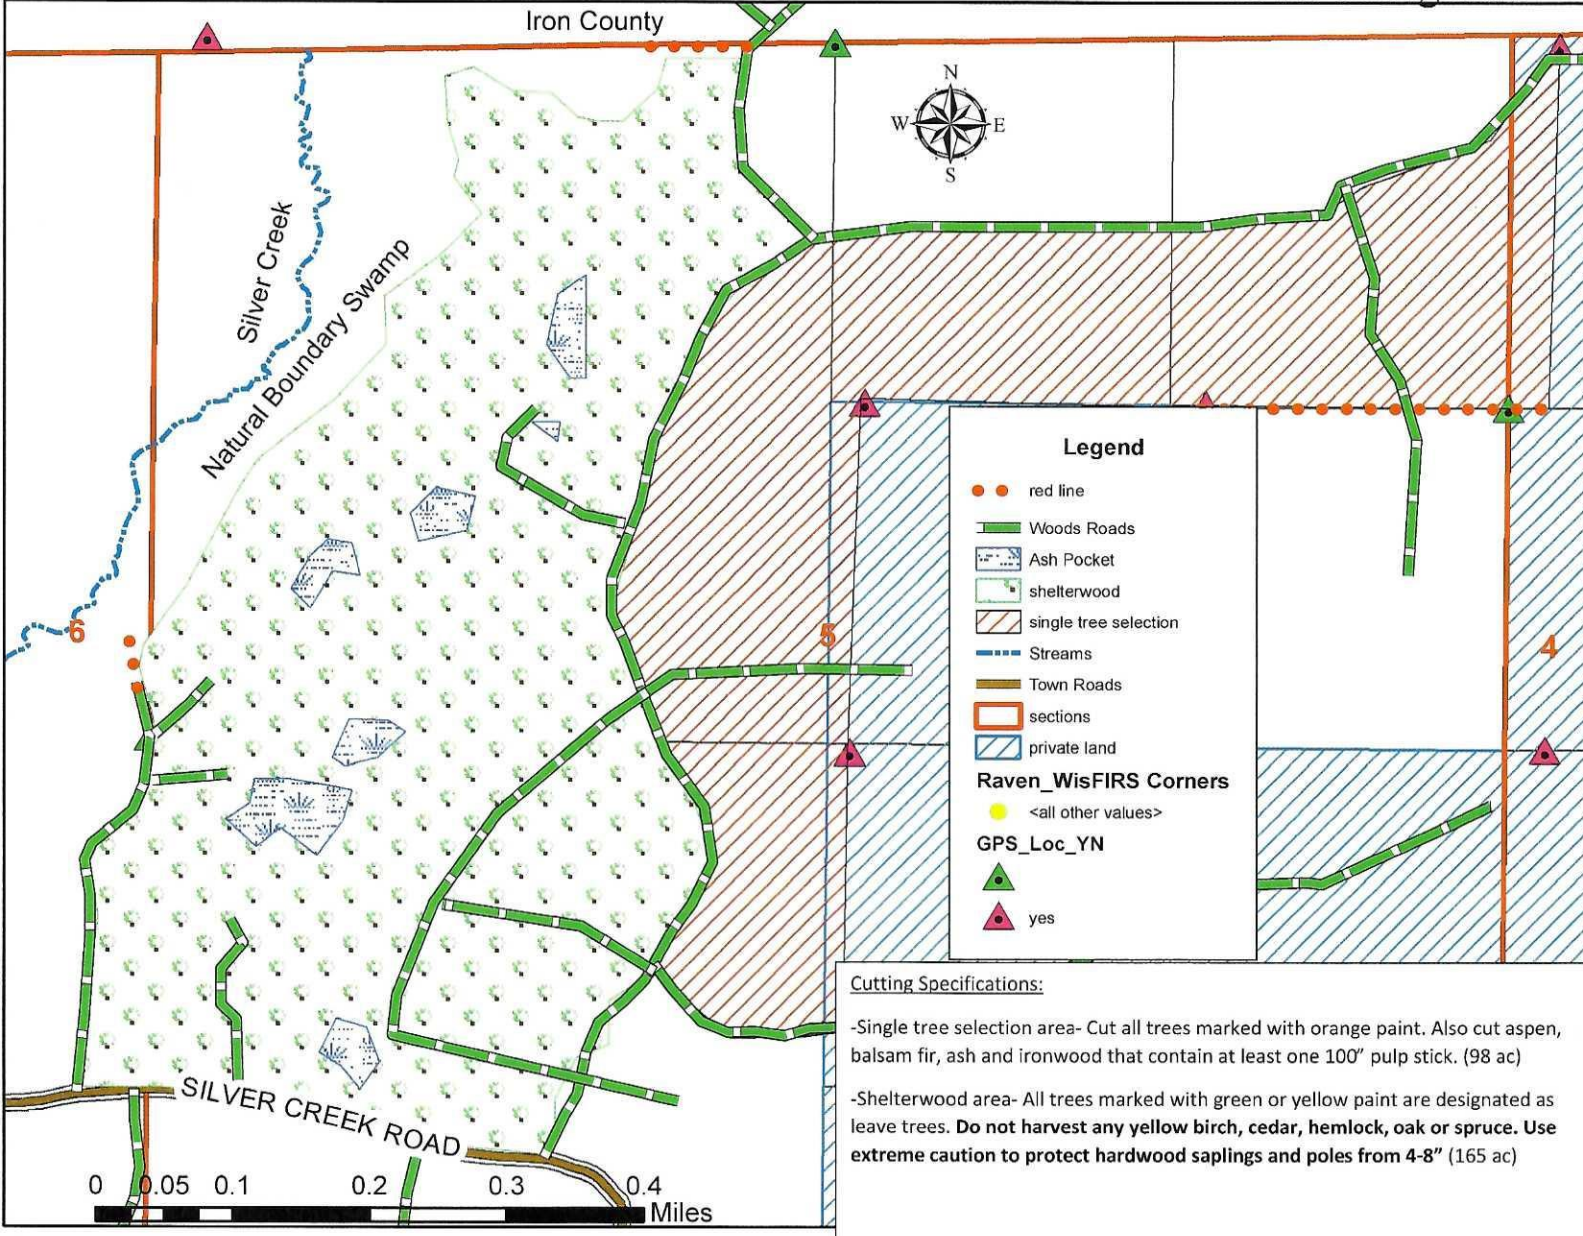 Iron County
N
W E
S
Silver Creek
Natural Boundary Swamp
6
5
4
Legend
red line
Woods Roads
Ash Pocket
shelterwood
single tree selection
Streams
Town Roads
sections
private land
Raven_WisFIRS Corners
<all other values>
GPS_Loc_YN
yes
SILVER CREEK ROAD
0 0.05 0.1 0.2 0.3 0.4
Miles
Cutting Specifications:
-Single tree selection area- Cut all trees marked with orange paint. Also cut aspen,
balsam fir, ash and ironwood that contain at least one 100” pulp stick. (98 ac)
-Shelterwood area- All trees marked with green or yellow paint are designated as
leave trees. Do not harvest any yellow birch, cedar, hemlock, oak or spruce. Use
extreme caution to protect hardwood saplings and poles from 4-8” (165 ac)